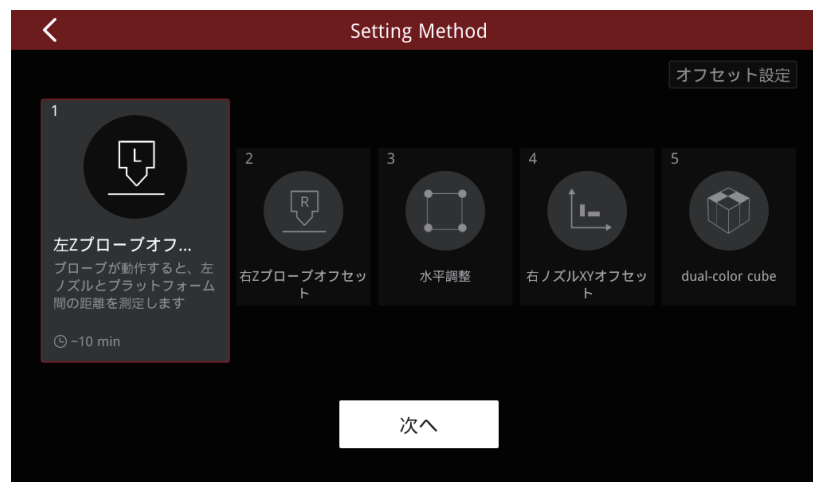 Setting Method
オフセット設定
1
左Zプローブオフ...
プローブが動作すると、左
ノズルとプラットフォーム
間の距離を測定します
~10 min
2
R
右Zプローブオフセッ
ト
3
水平調整
4
右ノズルXYオフセッ
ト
5
dual-color cube
L
次へ